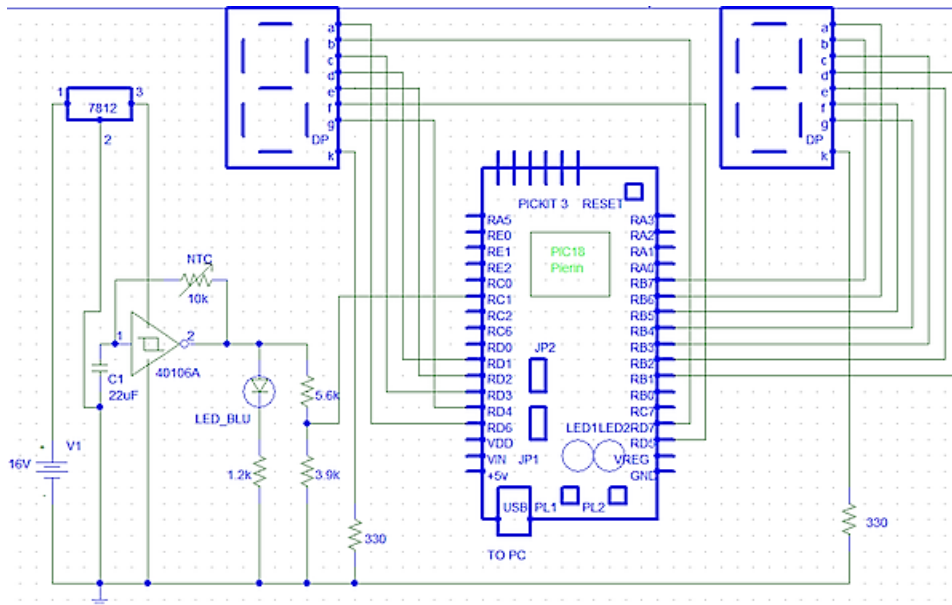 a
b
c
d
e
f
g
DP
k
a
b
c
d
e
f
g
DP
k
1 7812 3
2
PICKIT 3 RESET
PIC18
Pierin
RA5 RA3
RE0 RA2
RE1 RA1
RE2 RA0
RC0 RB7
RC1 RB6
RC2 RB5
RC6 RB4
RD0 RB3
RD1 RB2
RD2 RB1
RD3 RB0
RD4 RC7
RD6 RD7
VDD RD5
VIN VREG
+5v GND
JP2
JP1
LED1 LED2
USB PL1 PL2
TO PC
NTC
10k
1 2
40106A
C1
22uF
LED_BLU
5.6k
1.2k
3.9k
V1
16V
330
330